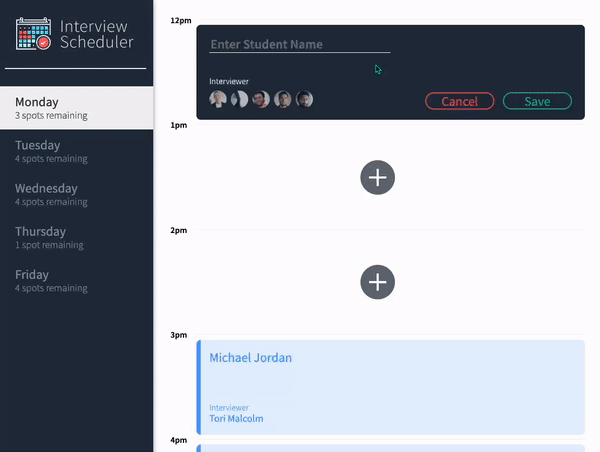 Interview
Scheduler
Monday
3 spots remaining
Tuesday
4 spots remaining
Wednesday
4 spots remaining
Thursday
1 spot remaining
Friday
4 spots remaining
12pm
Enter Student Name
Interviewer
Cancel
Save
1pm
2pm
3pm
Michael Jordan
Interviewer
Tori Malcolm
4pm